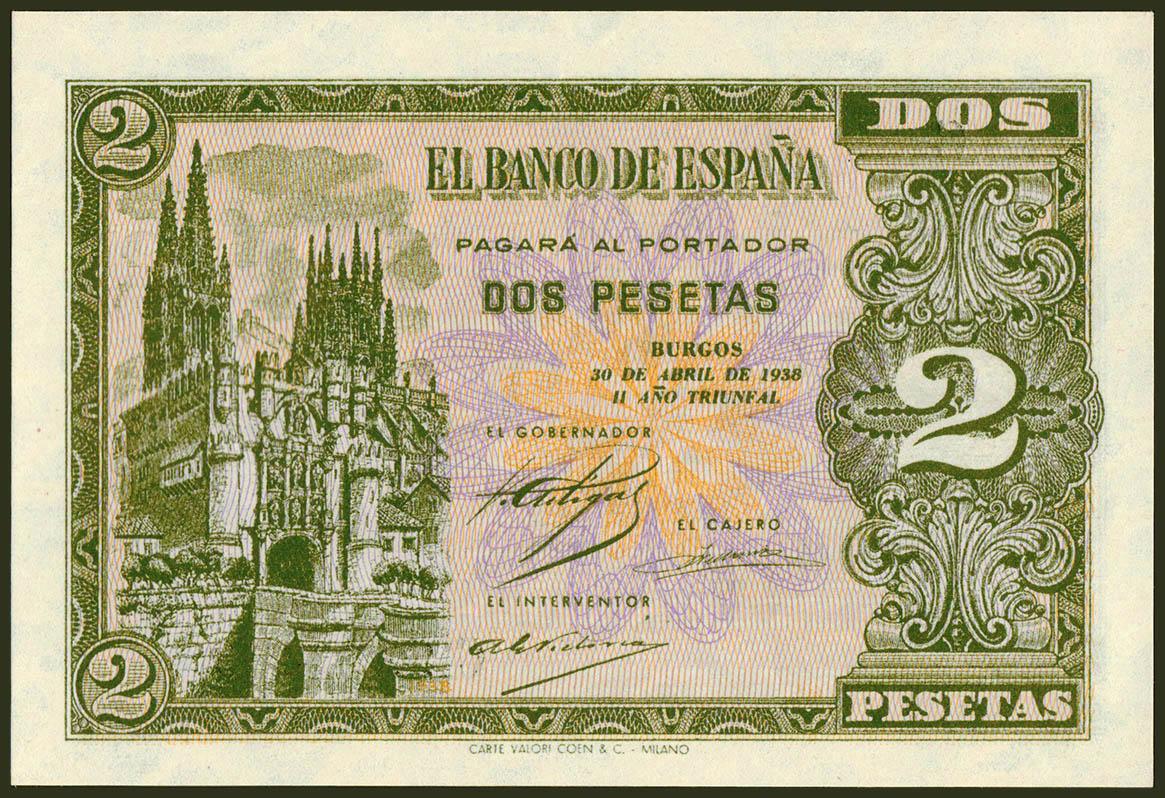 2
DOS
EL BANCO DE ESPAÑA
PAGARÁ AL PORTADOR
DOS PESETAS
BURGOS
30 DE ABRIL DE 1938
II AÑO TRIUNFAL
2
EL GOBERNADOR
EL CAJERO
EL INTERVENTOR
2
PESETAS
CARTE VALORI COEN & C. - MILANO